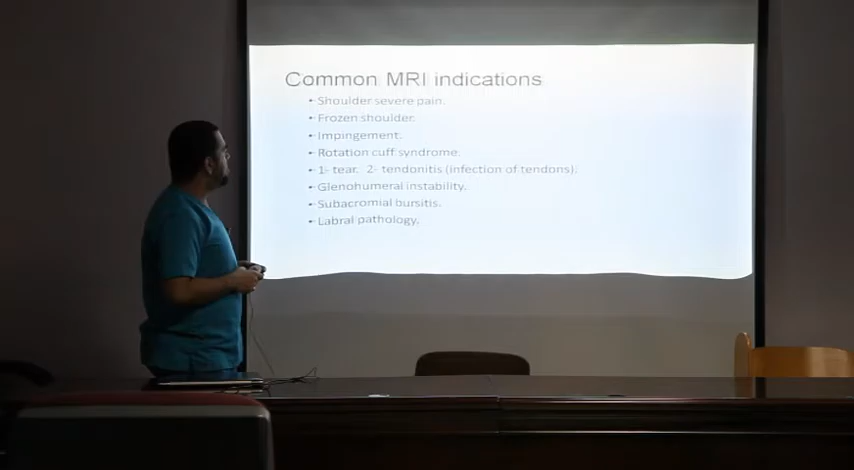 Common MRI indications
• Shoulder severe pain.
• Frozen shoulder.
• Impingement.
• Rotation cuff syndrome.
• 1- tear. 2- tendonitis (infection of tendons).
• Glenohumeral instability.
• Subacromial bursitis.
• Labral pathology.